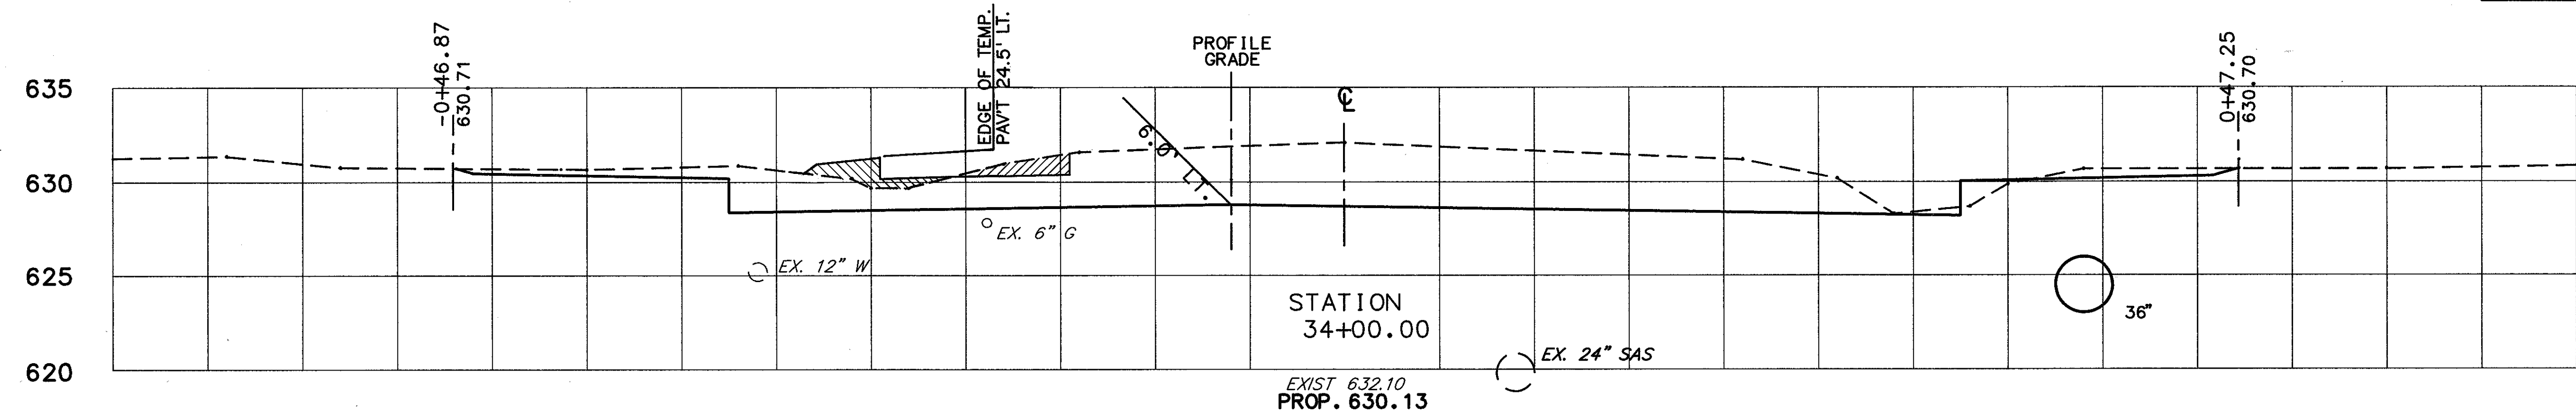 -0+46.87
630.71
EDGE OF TEMP.
PAV'T 24.5' LT.
PROFILE
GRADE
℄
0+47.25
630.70
635
6.0' LT.
630
EX. 6" G
EX. 12" W
625
STATION
34+00.00
36"
EX. 24" SAS
620
EXIST 632.10
PROP. 630.13